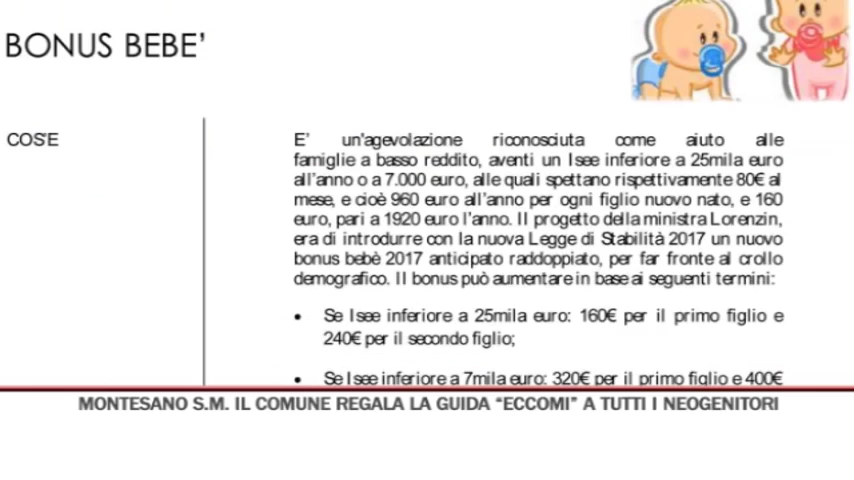 BONUS BEBE'
COS'E
E' un'agevolazione riconosciuta come aiuto alle
famiglie a basso reddito, aventi un Isee inferiore a 25mila euro
all'anno o a 7.000 euro, alle quali spettano rispettivamente 80€ al
mese, e cioè 960 euro all'anno per ogni figlio nuovo nato, e 160
euro, pari a 1920 euro l'anno. Il progetto della ministra Lorenzin,
era di introdurre con la nuova Legge di Stabilità 2017 un nuovo
bonus bebè 2017 anticipato raddoppiato, per far fronte al crollo
demografico. Il bonus può aumentare in base ai seguenti termini:
• Se Isee inferiore a 25mila euro: 160€ per il primo figlio e
240€ per il secondo figlio;
• Se Isee inferiore a 7mila euro: 320€ per il primo figlio e 400€
MONTESANO S.M. IL COMUNE REGALA LA GUIDA “ECCOMI” A TUTTI I NEOGENITORI